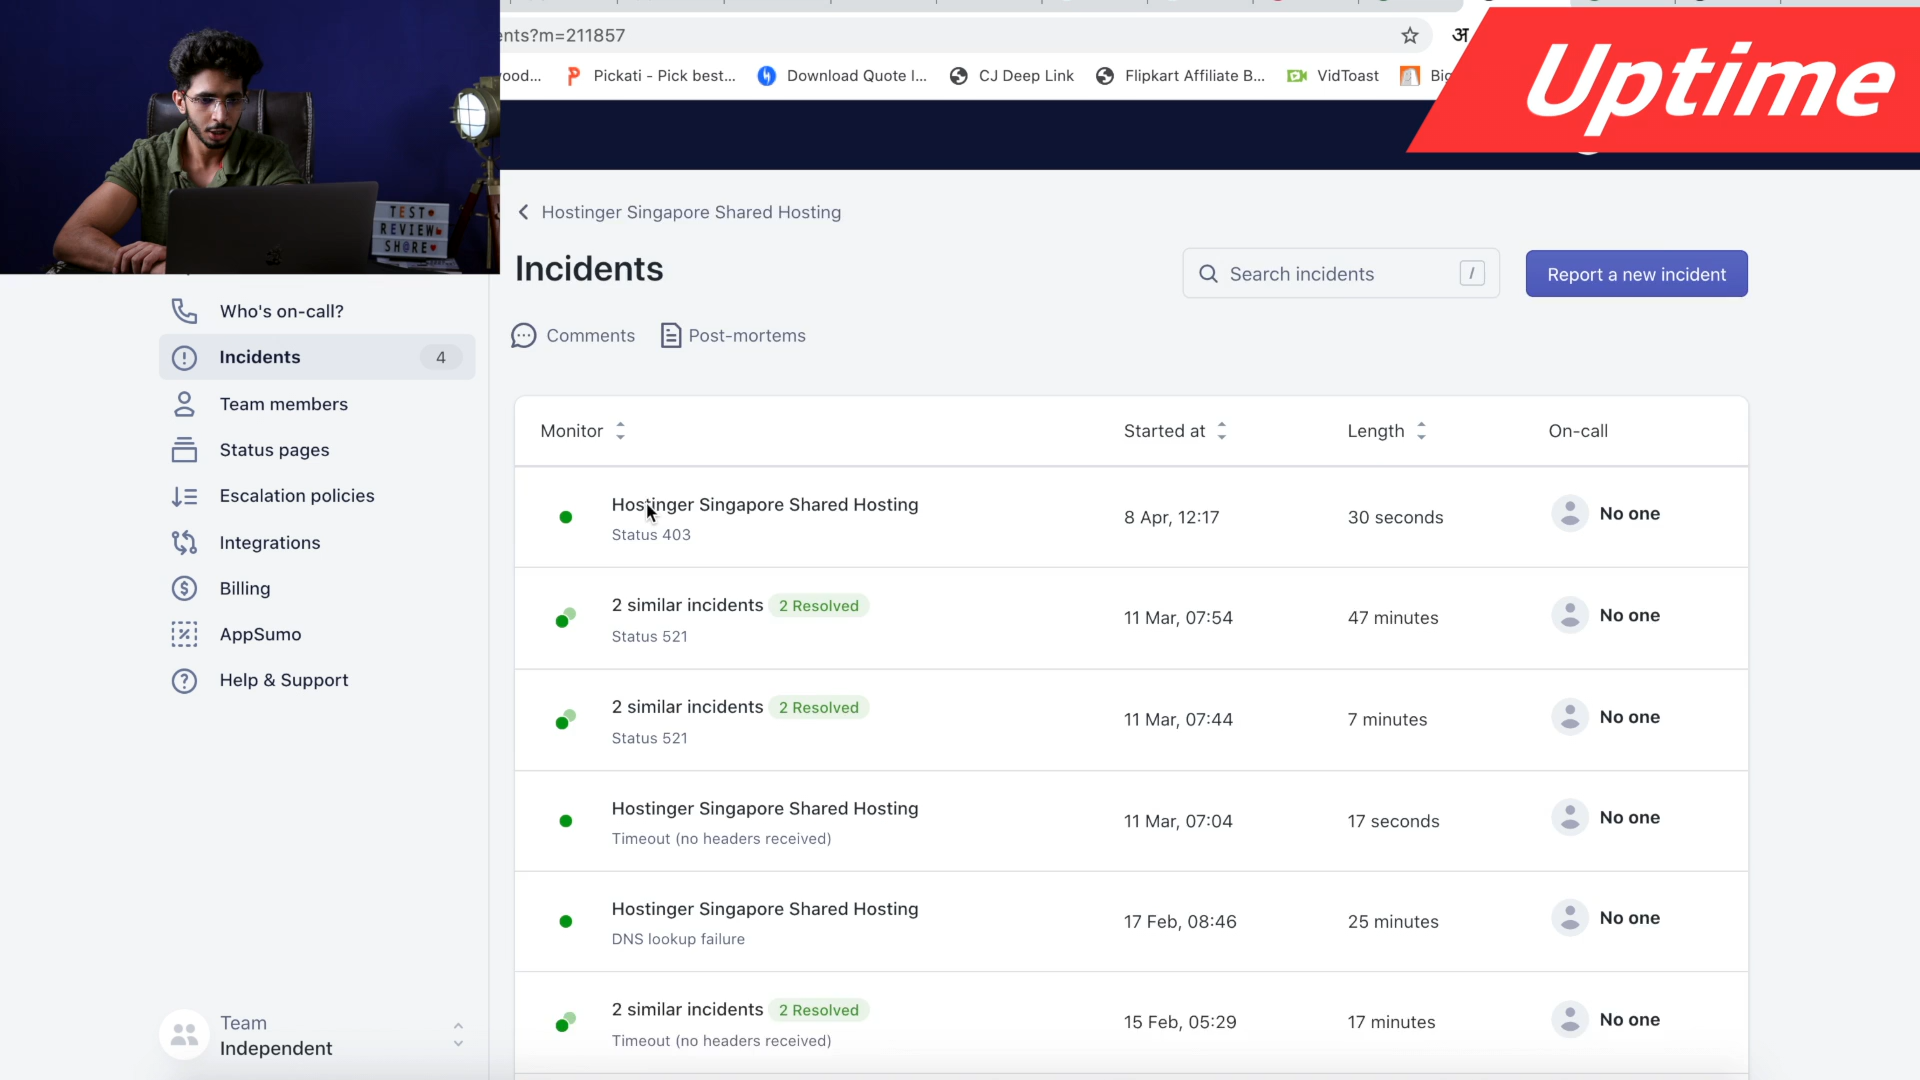 ents?m=211857
अ
Uptime
ood...
Pickati - Pick best...
Download Quote I...
CJ Deep Link
Flipkart Affiliate B...
VidToast
TEST
REVIEW
SHARE
Hostinger Singapore Shared Hosting
Incidents
Search incidents
/
Report a new incident
Comments
Post-mortems
Who's on-call?
Incidents
4
Team members
Status pages
Escalation policies
Integrations
Billing
AppSumo
Help & Support
Team
Independent
Monitor
Started at
Length
On-call
Hostinger Singapore Shared Hosting
Status 403
8 Apr, 12:17
30 seconds
No one
2 similar incidents
2 Resolved
Status 521
11 Mar, 07:54
47 minutes
No one
2 similar incidents
2 Resolved
Status 521
11 Mar, 07:44
7 minutes
No one
Hostinger Singapore Shared Hosting
Timeout (no headers received)
11 Mar, 07:04
17 seconds
No one
Hostinger Singapore Shared Hosting
DNS lookup failure
17 Feb, 08:46
25 minutes
No one
2 similar incidents
2 Resolved
Timeout (no headers received)
15 Feb, 05:29
17 minutes
No one